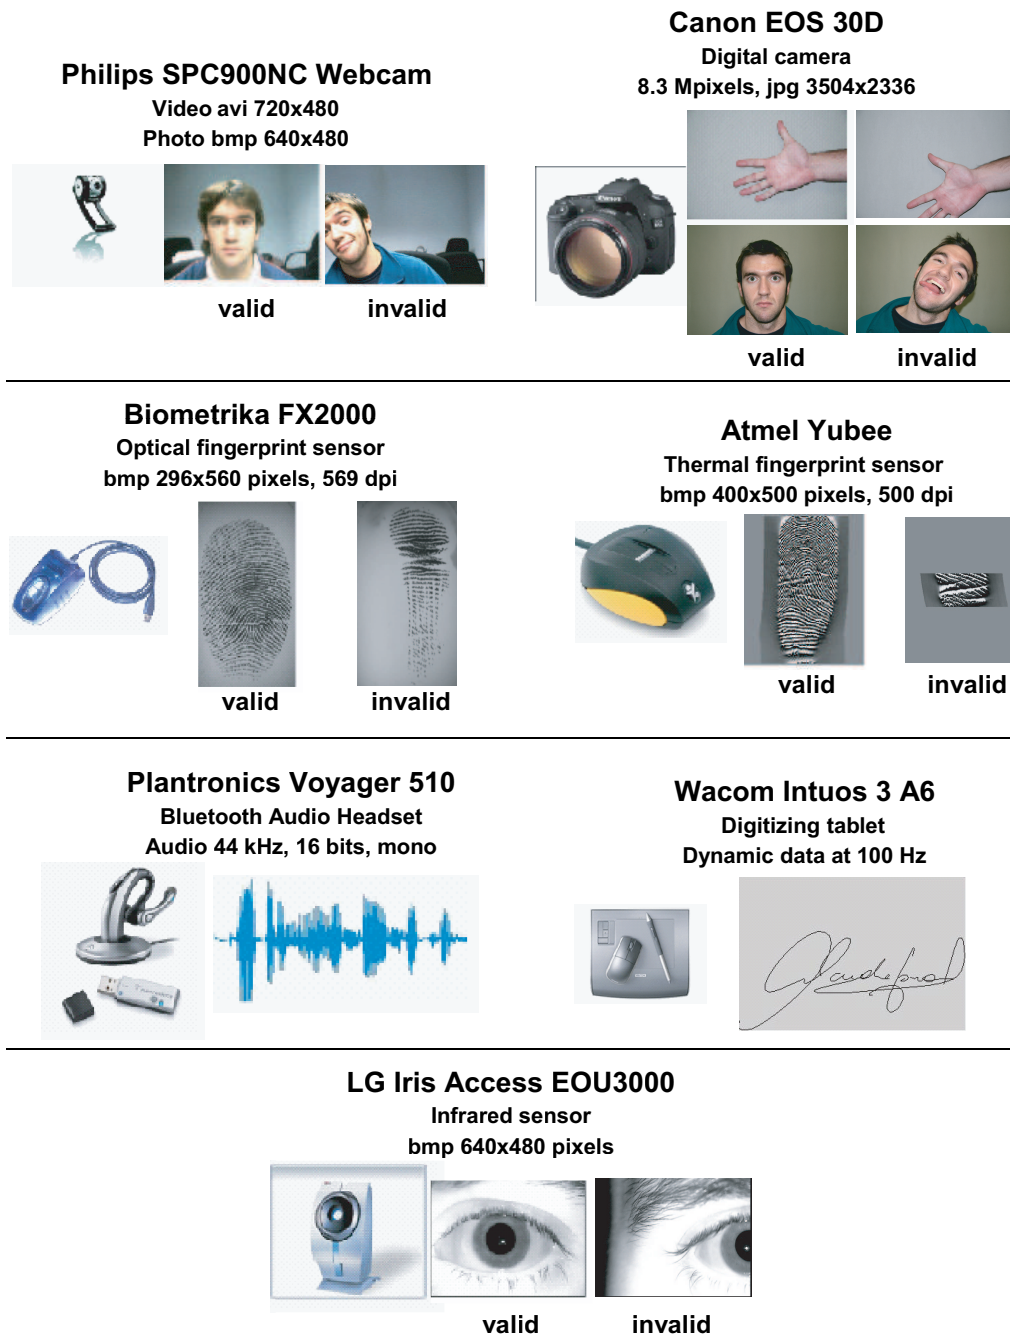 Philips SPC900NC Webcam
Video avi 720x480
Photo bmp 640x480
valid
invalid
Canon EOS 30D
Digital camera
8.3 Mpixels, jpg 3504x2336
Canon
valid
invalid
Biometrika FX2000
Optical fingerprint sensor
bmp 296x560 pixels, 569 dpi
valid
invalid
Atmel Yubee
Thermal fingerprint sensor
bmp 400x500 pixels, 500 dpi
valid
invalid
Plantronics Voyager 510
Bluetooth Audio Headset
Audio 44 kHz, 16 bits, mono
Wacom Intuos 3 A6
Digitizing tablet
Dynamic data at 100 Hz
LG Iris Access EOU3000
Infrared sensor
bmp 640x480 pixels
valid
invalid